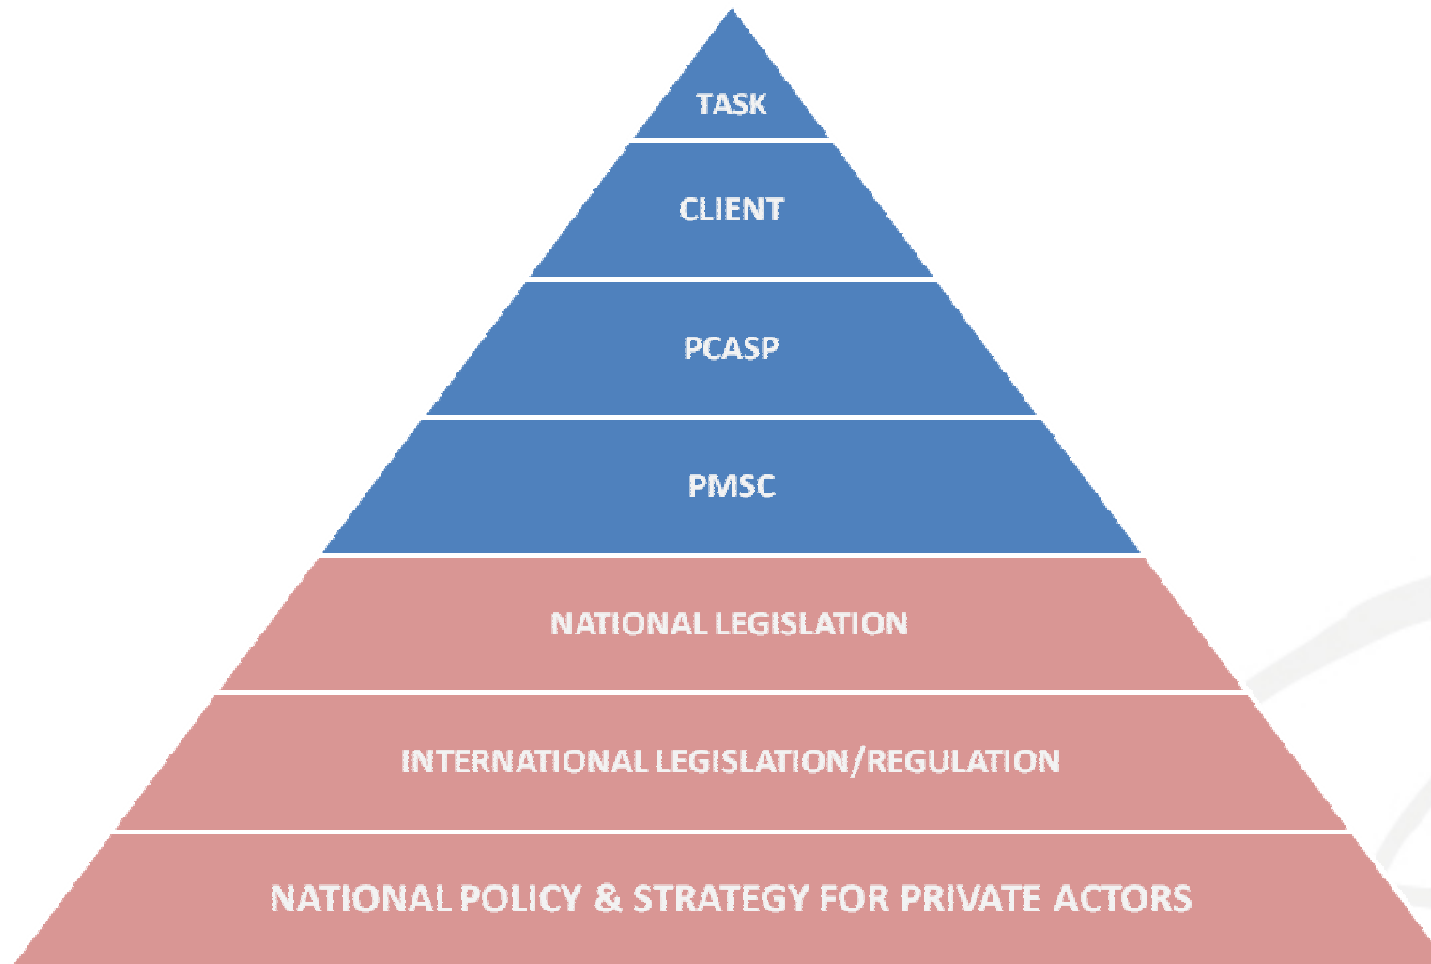 TASK
CLIENT
PCASP
PMSC
NATIONAL LEGISLATION
INTERNATIONAL LEGISLATION/REGULATION
NATIONAL POLICY & STRATEGY FOR PRIVATE ACTORS